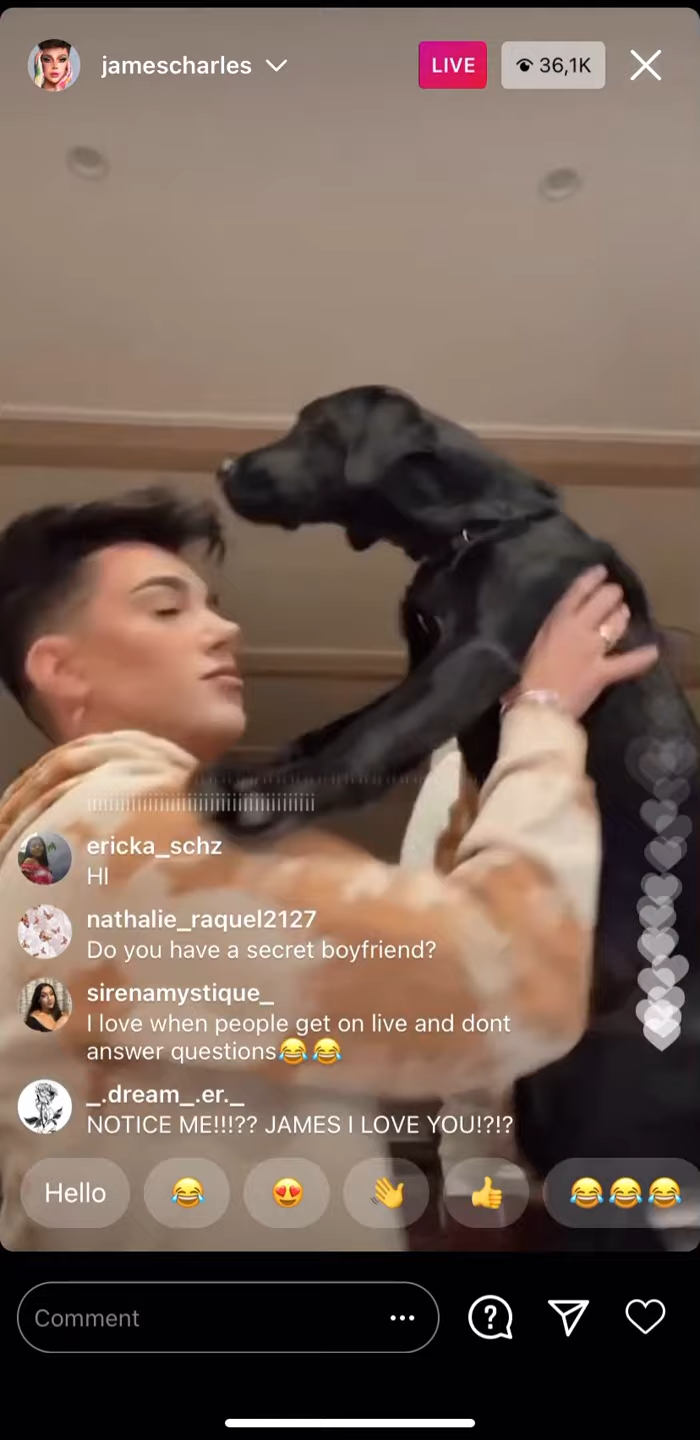 jamescharles
LIVE
36,1K
ericka_schz
HI
nathalie_raquel2127
Do you have a secret boyfriend?
sirenamystique_
I love when people get on live and dont
answer questions😂😂
_.dream_.er._
NOTICE ME!!!?? JAMES I LOVE YOU!?!?
Hello 😂 😍 👋 👍 😂😂😂
Comment